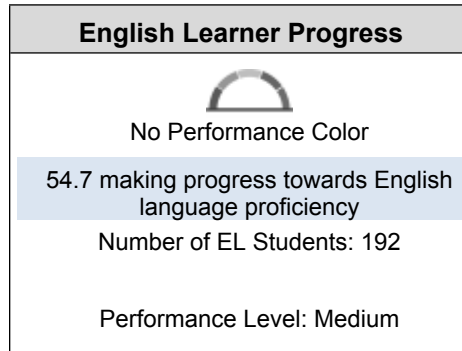 English Learner Progress
No Performance Color
54.7 making progress towards English
language proficiency
Number of EL Students: 192
Performance Level: Medium